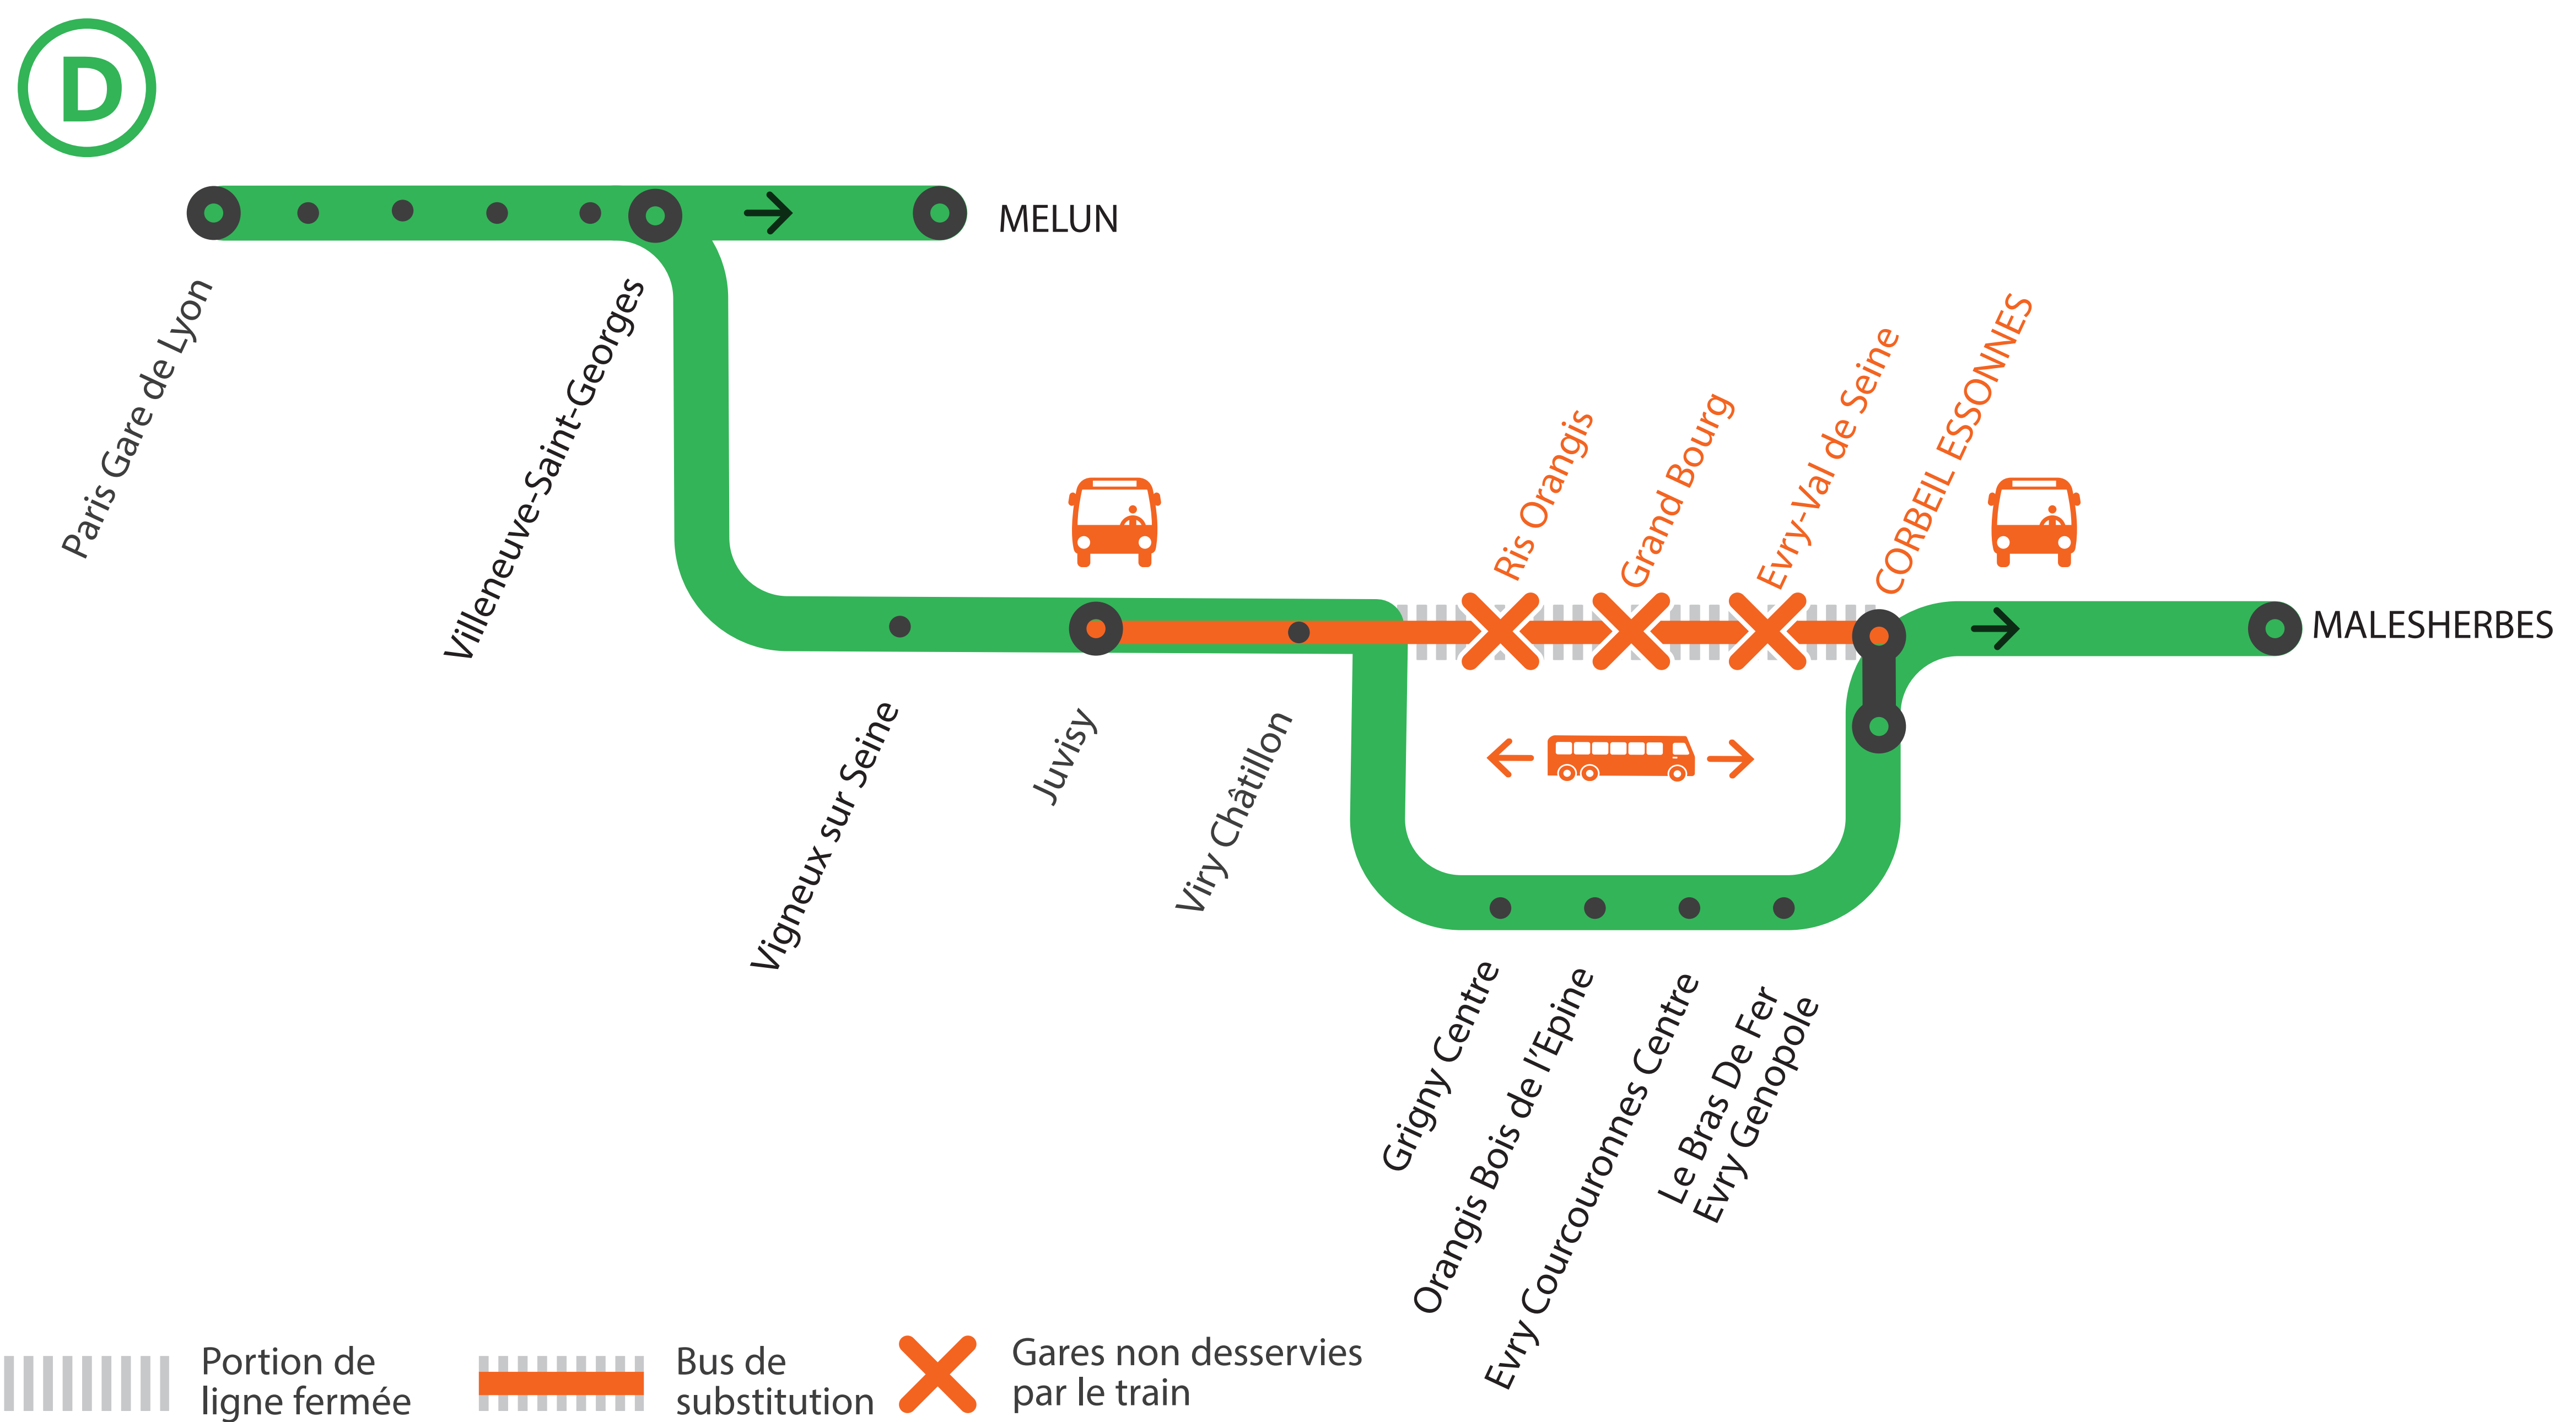 D
MELUN
Paris Gare de Lyon
Villeneuve-Saint-Georges
Ris Orangis
Grand Bourg
Evry-Val de Seine
CORBEIL ESSONNES
MALESHERBES
Vigneux sur Seine
Juvisy
Viry Châtillon
Grigny Centre
Orangis Bois de l'Epine
Evry Courcouronnes Centre
Le Bras De Fer
Evry Genopole
Portion de
ligne fermée
Bus de
substitution
Gares non desservies
par le train